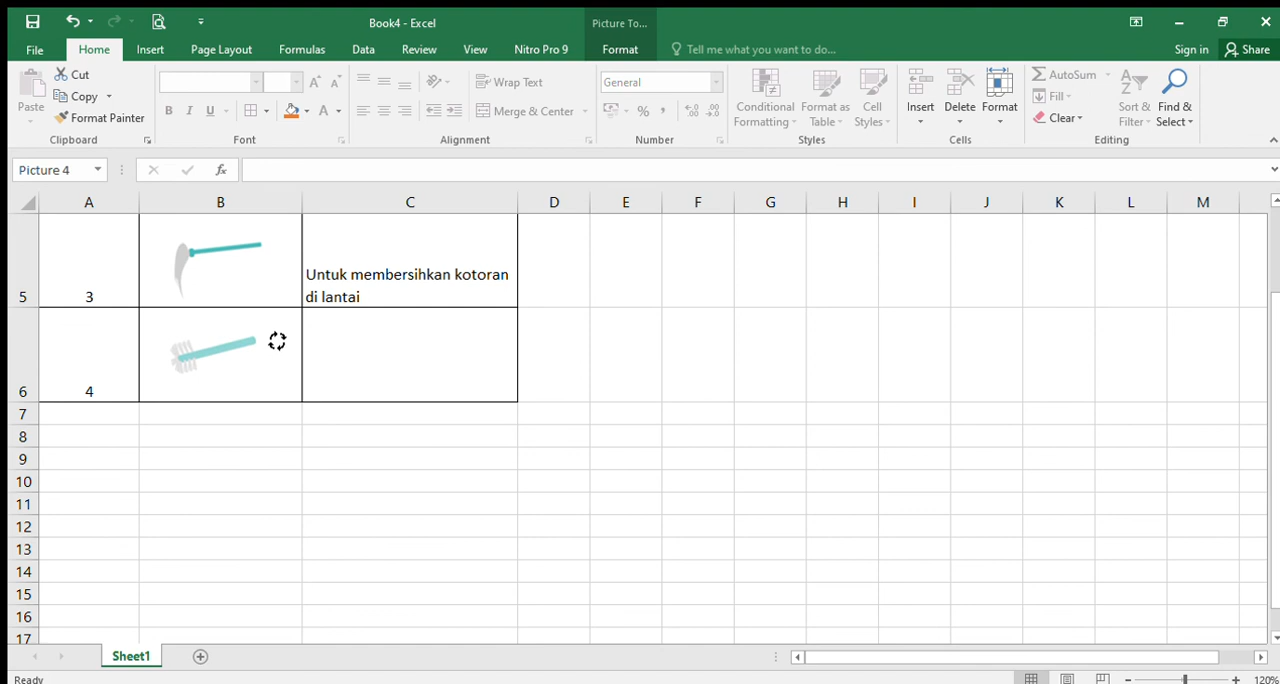 Book4 - Excel
Picture To...
File
Home
Insert
Page Layout
Formulas
Data
Review
View
Nitro Pro 9
Format
Tell me what you want to do...
Sign in
Share
Paste
Cut
Copy
Format Painter
Clipboard
B I U
A
Font
Wrap Text
Merge & Center
Alignment
General
%
Number
Conditional
Formatting
Format as
Table
Cell
Styles
Styles
Insert
Delete
Format
Cells
AutoSum
Fill
Clear
Sort &
Filter
Find &
Select
Editing
Picture 4
fx
A B C D E F G H I J K L M
5
3
Untuk membersihkan kotoran
di lantai
6
4
7
8
9
10
11
12
13
14
15
16
17
Sheet1
Ready
120%